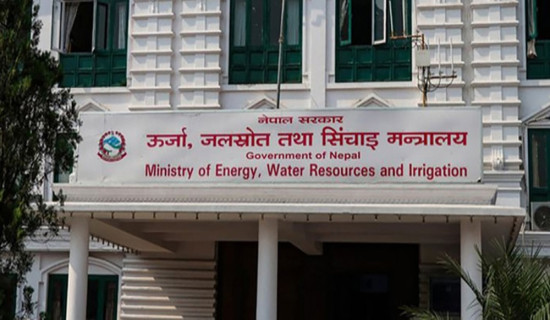 नेपाल सरकार
ऊर्जा, जलस्रोत तथा सिंचाइ मन्त्रालय
Government of Nepal
Ministry of Energy, Water Resources and Irrigation